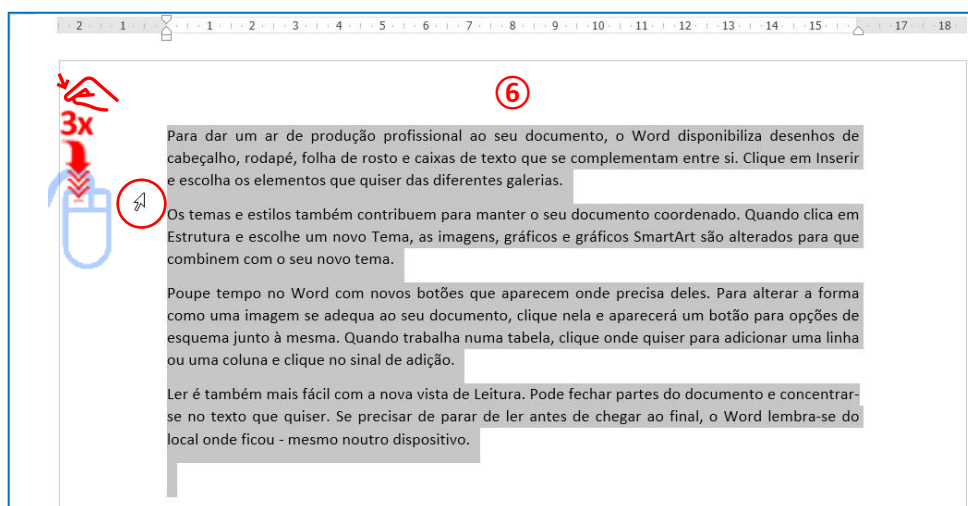 2 1 1 2 3 4 5 6 7 8 9 10 11 12 13 14 15 17 18
⑥
3x
Para dar um ar de produção profissional ao seu documento, o Word disponibiliza desenhos de
cabeçalho, rodapé, folha de rosto e caixas de texto que se complementam entre si. Clique em Inserir
e escolha os elementos que quiser das diferentes galerias.
Os temas e estilos também contribuem para manter o seu documento coordenado. Quando clica em
Estrutura e escolhe um novo Tema, as imagens, gráficos e gráficos SmartArt são alterados para que
combinem com o seu novo tema.
Poupe tempo no Word com novos botões que aparecem onde precisa deles. Para alterar a forma
como uma imagem se adequa ao seu documento, clique nela e aparecerá um botão para opções de
esquema junto à mesma. Quando trabalha numa tabela, clique onde quiser para adicionar uma linha
ou uma coluna e clique no sinal de adição.
Ler é também mais fácil com a nova vista de Leitura. Pode fechar partes do documento e concentrar-
se no texto que quiser. Se precisar de parar de ler antes de chegar ao final, o Word lembra-se do
local onde ficou - mesmo noutro dispositivo.